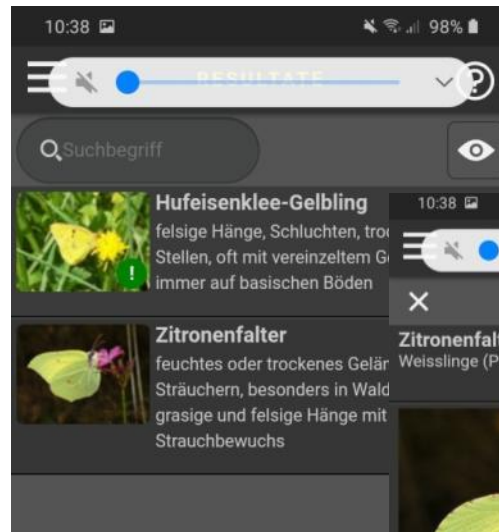 10:38
98%
RESULTATE
Suchbegriff
Hufeisenklee-Gelbling
felsige Hänge, Schluchten, troc
Stellen, oft mit vereinzeltem G
immer auf basischen Böden
Zitronenfalter
feuchtes oder trockenes Gelän
Sträuchern, besonders in Wald
grasige und felsige Hänge mit
Strauchbewuchs
10:38
Zitronenfalt
Weisslinge (P